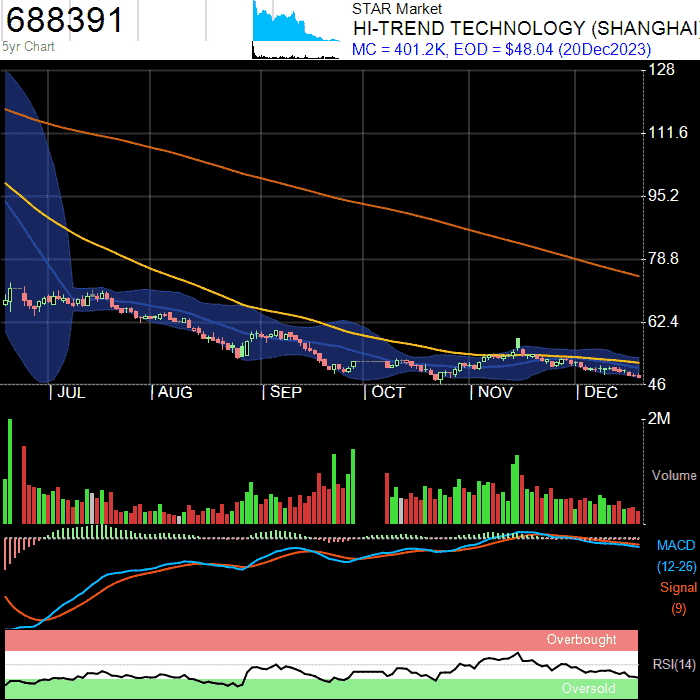 688391
5yr Chart
STAR Market
HI-TREND TECHNOLOGY (SHANGHAI
MC = 401.2K, EOD = $48.04 (20Dec2023)
128
111.6
95.2
78.8
62.4
46
JUL AUG SEP OCT NOV DEC
2M
Volume
MACD
(12-26)
Signal
(9)
Overbought
RSI(14)
Oversold